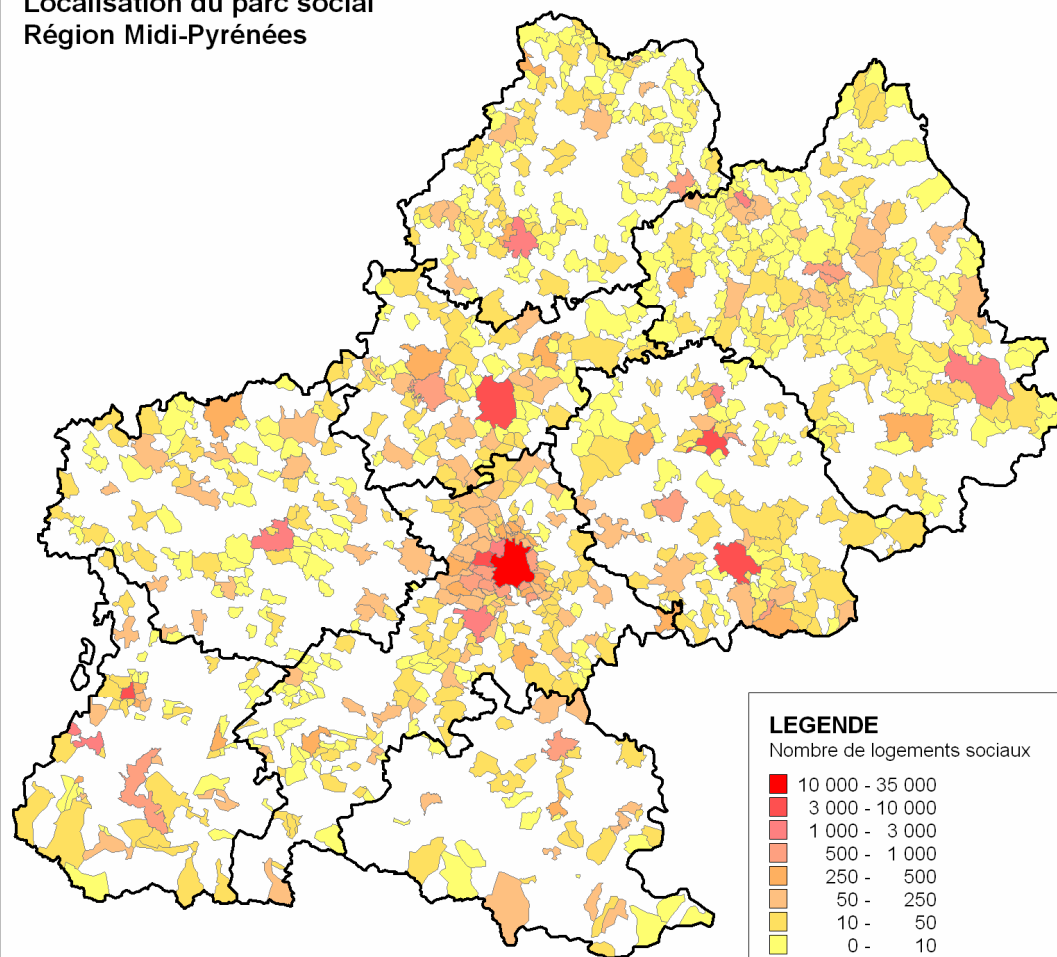 Localisation du parc social
Région Midi-Pyrénées
LEGENDE
Nombre de logements sociaux
10 000 - 35 000
3 000 - 10 000
1 000 - 3 000
500 - 1 000
250 - 500
50 - 250
10 - 50
0 - 10